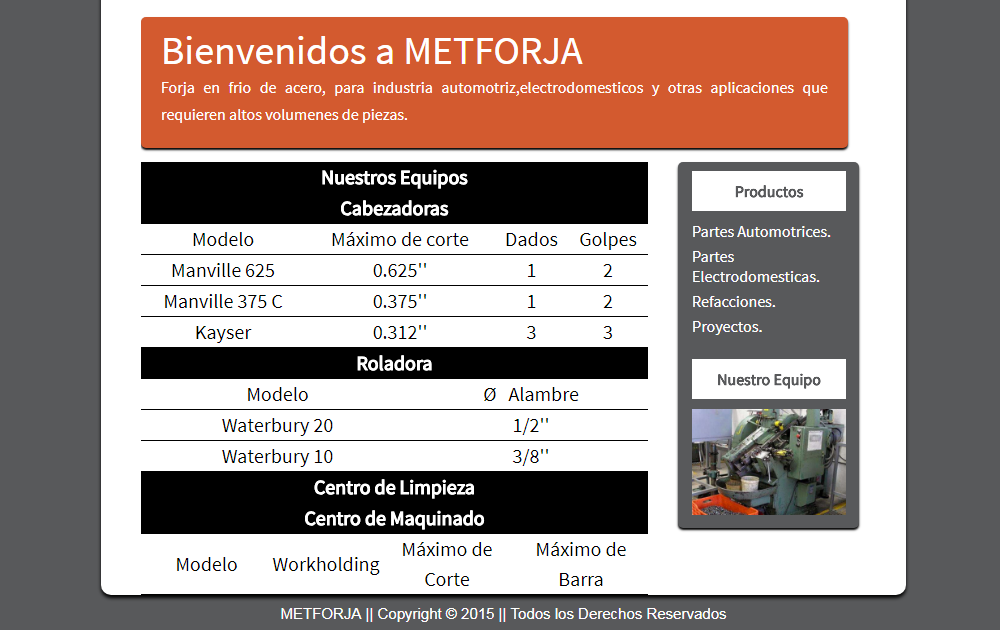 Bienvenidos a METFORJA
Forja en frio de acero, para industria automotriz,electrodomesticos y otras aplicaciones que
requieren altos volumenes de piezas.
Nuestros Equipos
Cabezadoras
Modelo Máximo de corte Dados Golpes
Manville 625 0.625'' 1 2
Manville 375 C 0.375'' 1 2
Kayser 0.312'' 3 3
Roladora
Modelo Ø Alambre
Waterbury 20 1/2''
Waterbury 10 3/8''
Centro de Limpieza
Centro de Maquinado
Modelo Workholding Máximo de Corte Máximo de Barra
Productos
Partes Automotrices.
Partes
Electrodomesticas.
Refacciones.
Proyectos.
Nuestro Equipo
METFORJA || Copyright © 2015 || Todos los Derechos Reservados